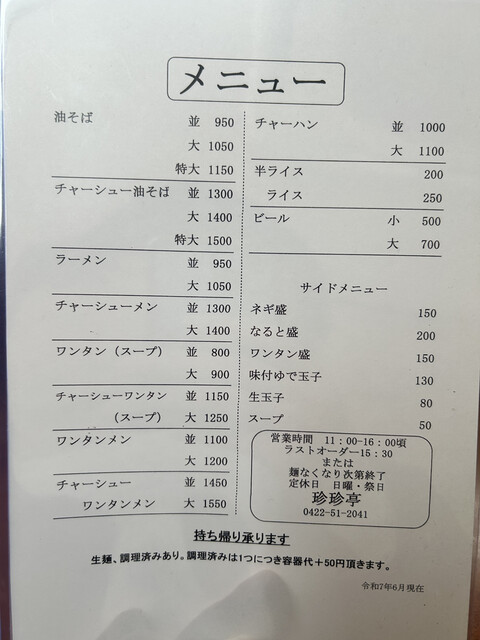 メニュー
油そば 並 950
大 1050
特大 1150
チャーシュー油そば 並 1300
大 1400
特大 1500
ラーメン 並 950
大 1050
チャーシューメン 並 1300
大 1400
ワンタン（スープ） 並 800
大 900
チャーシューワンタン 並 1150
（スープ） 大 1250
ワンタンメン 並 1100
大 1200
チャーシュー 並 1450
ワンタンメン 大 1550
チャーハン 並 1000
大 1100
半ライス 200
ライス 250
ビール 小 500
大 700
サイドメニュー
ネギ盛 150
なると盛 200
ワンタン盛 150
味付ゆで玉子 130
生玉子 80
スープ 50
営業時間 11：00-16：00頃
ラストオーダー15：30
または
麺なくなり次第終了
定休日 日曜・祭日
珍珍亭
0422-51-2041
持ち帰り承ります
生麺、調理済みあり。調理済みは1つにつき容器代＋50円頂きます。
令和7年6月現在